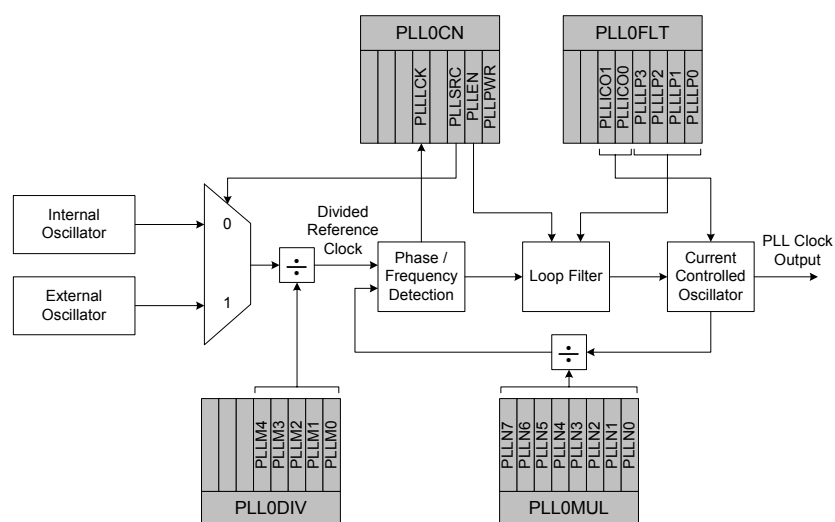 PLL0CN
PLLLCK
PLLSRC
PLLEN
PLLPWR
PLL0FLT
PLLICO1
PLLICO0
PLLLP3
PLLLP2
PLLLP1
PLLLP0
Internal
Oscillator
External
Oscillator
0
1
÷
Divided
Reference
Clock
Phase /
Frequency
Detection
Loop Filter
Current
Controlled
Oscillator
PLL Clock
Output
÷
PLLM4
PLLM3
PLLM2
PLLM1
PLLM0
PLL0DIV
PLLN7
PLLN6
PLLN5
PLLN4
PLLN3
PLLN2
PLLN1
PLLN0
PLL0MUL